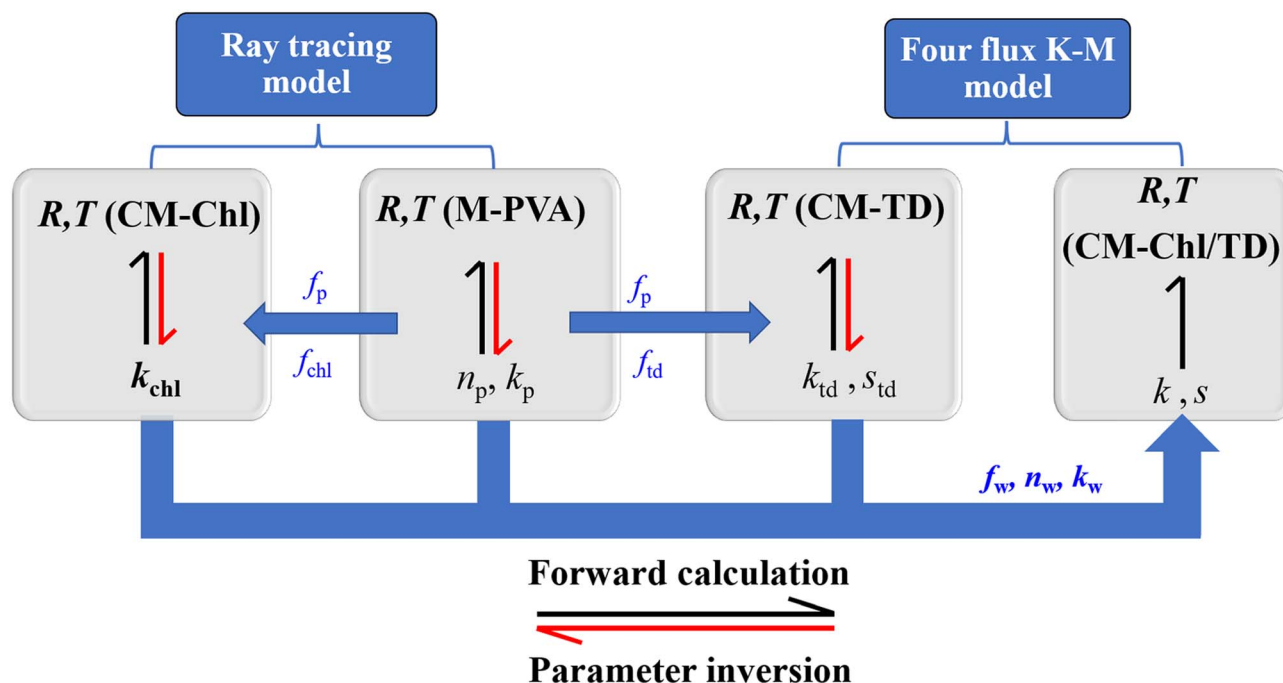 Ray tracing
model
Four flux K-M
model
R,T (CM-Chl)
k_chl
R,T (M-PVA)
n_p, k_p
R,T (CM-TD)
k_td , s_td
R,T
(CM-Chl/TD)
k , s
f_p
f_chl
f_p
f_td
f_w, n_w, k_w
Forward calculation
Parameter inversion